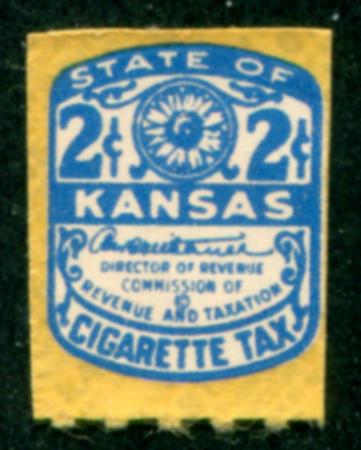 STATE OF
2¢ 2¢
KANSAS
DIRECTOR OF REVENUE
COMMISSION OF
©
REVENUE AND TAXATION
CIGARETTE TAX